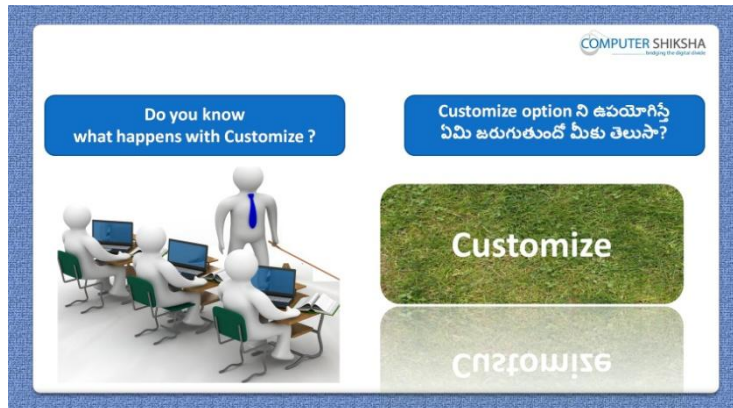 COMPUTER SHIKSHA
bridging the digital divide
Do you know
what happens with Customize ?
Customize option ని ఉపయోగిస్తే
ఏమి జరుగుతుందో మీకు తెలుసా?
Customize